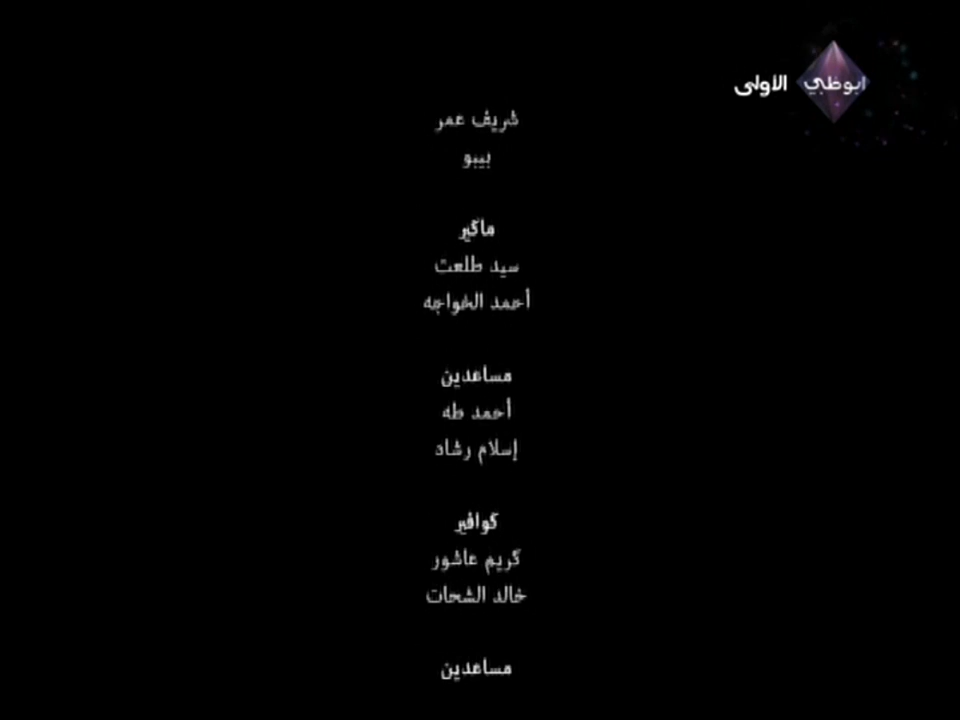 ابوظبي الأولى
شريف عمر
بيبو
ماكير
سيد طلعت
أحمد الخواجه
مساعدين
أحمد طه
إسلام رشاد
كوافير
كريم عاشور
خالد الشحات
مساعدين